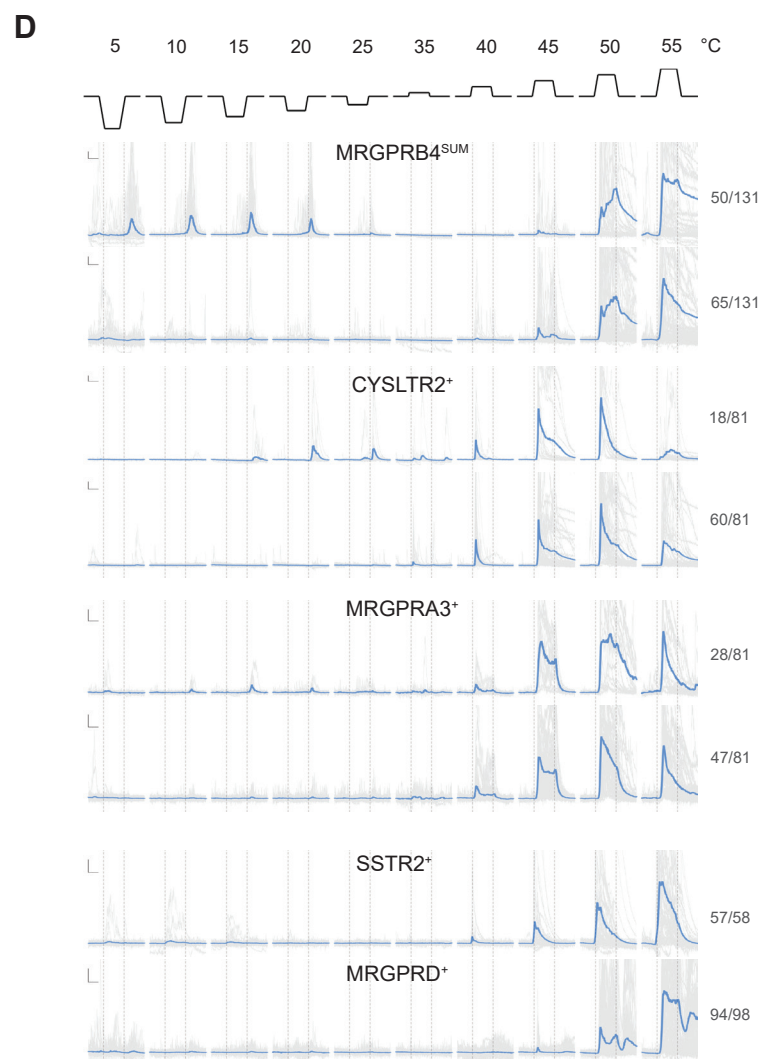 D
5 10 15 20 25 35 40 45 50 55 °C
MRGPRB4SUM
50/131
65/131
CYSLTR2+
18/81
60/81
MRGPRA3+
28/81
47/81
SSTR2+
57/58
MRGPRD+
94/98